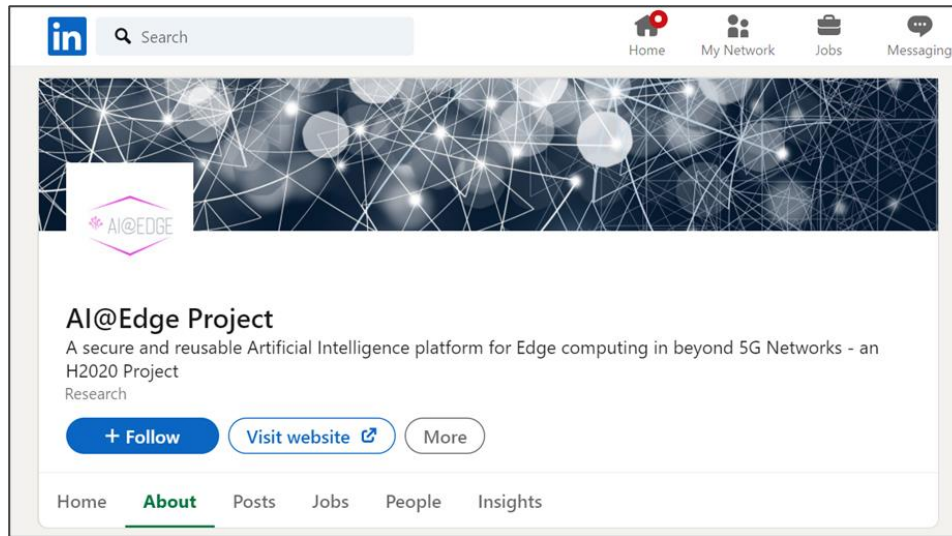 in
Search
Home
My Network
Jobs
Messaging
AI@EDGE
AI@Edge Project
A secure and reusable Artificial Intelligence platform for Edge computing in beyond 5G Networks - an
H2020 Project
Research
+ Follow
Visit website
More
Home About Posts Jobs People Insights